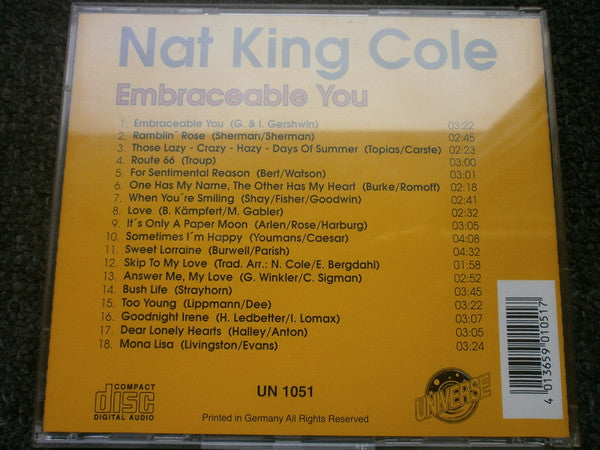 Nat King Cole
Embraceable You
1. Embraceable You (G. & I. Gershwin) 03:22
2. Ramblin´ Rose (Sherman/Sherman) 02:45
3. Those Lazy - Crazy - Hazy - Days Of Summer (Topias/Carste) 02:23
4. Route 66 (Troup) 03:00
5. For Sentimental Reason (Bert/Watson) 03:01
6. One Has My Name, The Other Has My Heart (Burke/Romoff) 02:18
7. When You´re Smiling (Shay/Fisher/Goodwin) 02:41
8. Love (B. Kämpfert/M. Gabler) 02:32
9. It´s Only A Paper Moon (Arlen/Rose/Harburg) 03:05
10. Sometimes I´m Happy (Youmans/Caesar) 04:08
11. Sweet Lorraine (Burwell/Parish) 04:32
12. Skip To My Love (Trad. Arr.: N. Cole/E. Bergdahl) 01:58
13. Answer Me, My Love (G. Winkler/C. Sigman) 02:52
14. Bush Life (Strayhorn) 03:45
15. Too Young (Lippmann/Dee) 03:22
16. Goodnight Irene (H. Ledbetter/I. Lomax) 03:07
17. Dear Lonely Hearts (Halley/Anton) 03:05
18. Mona Lisa (Livingston/Evans) 03:24
4 013659 010517
COMPACT
disc
DIGITAL AUDIO
UN 1051
Printed in Germany All Rights Reserved
UNIVERSE